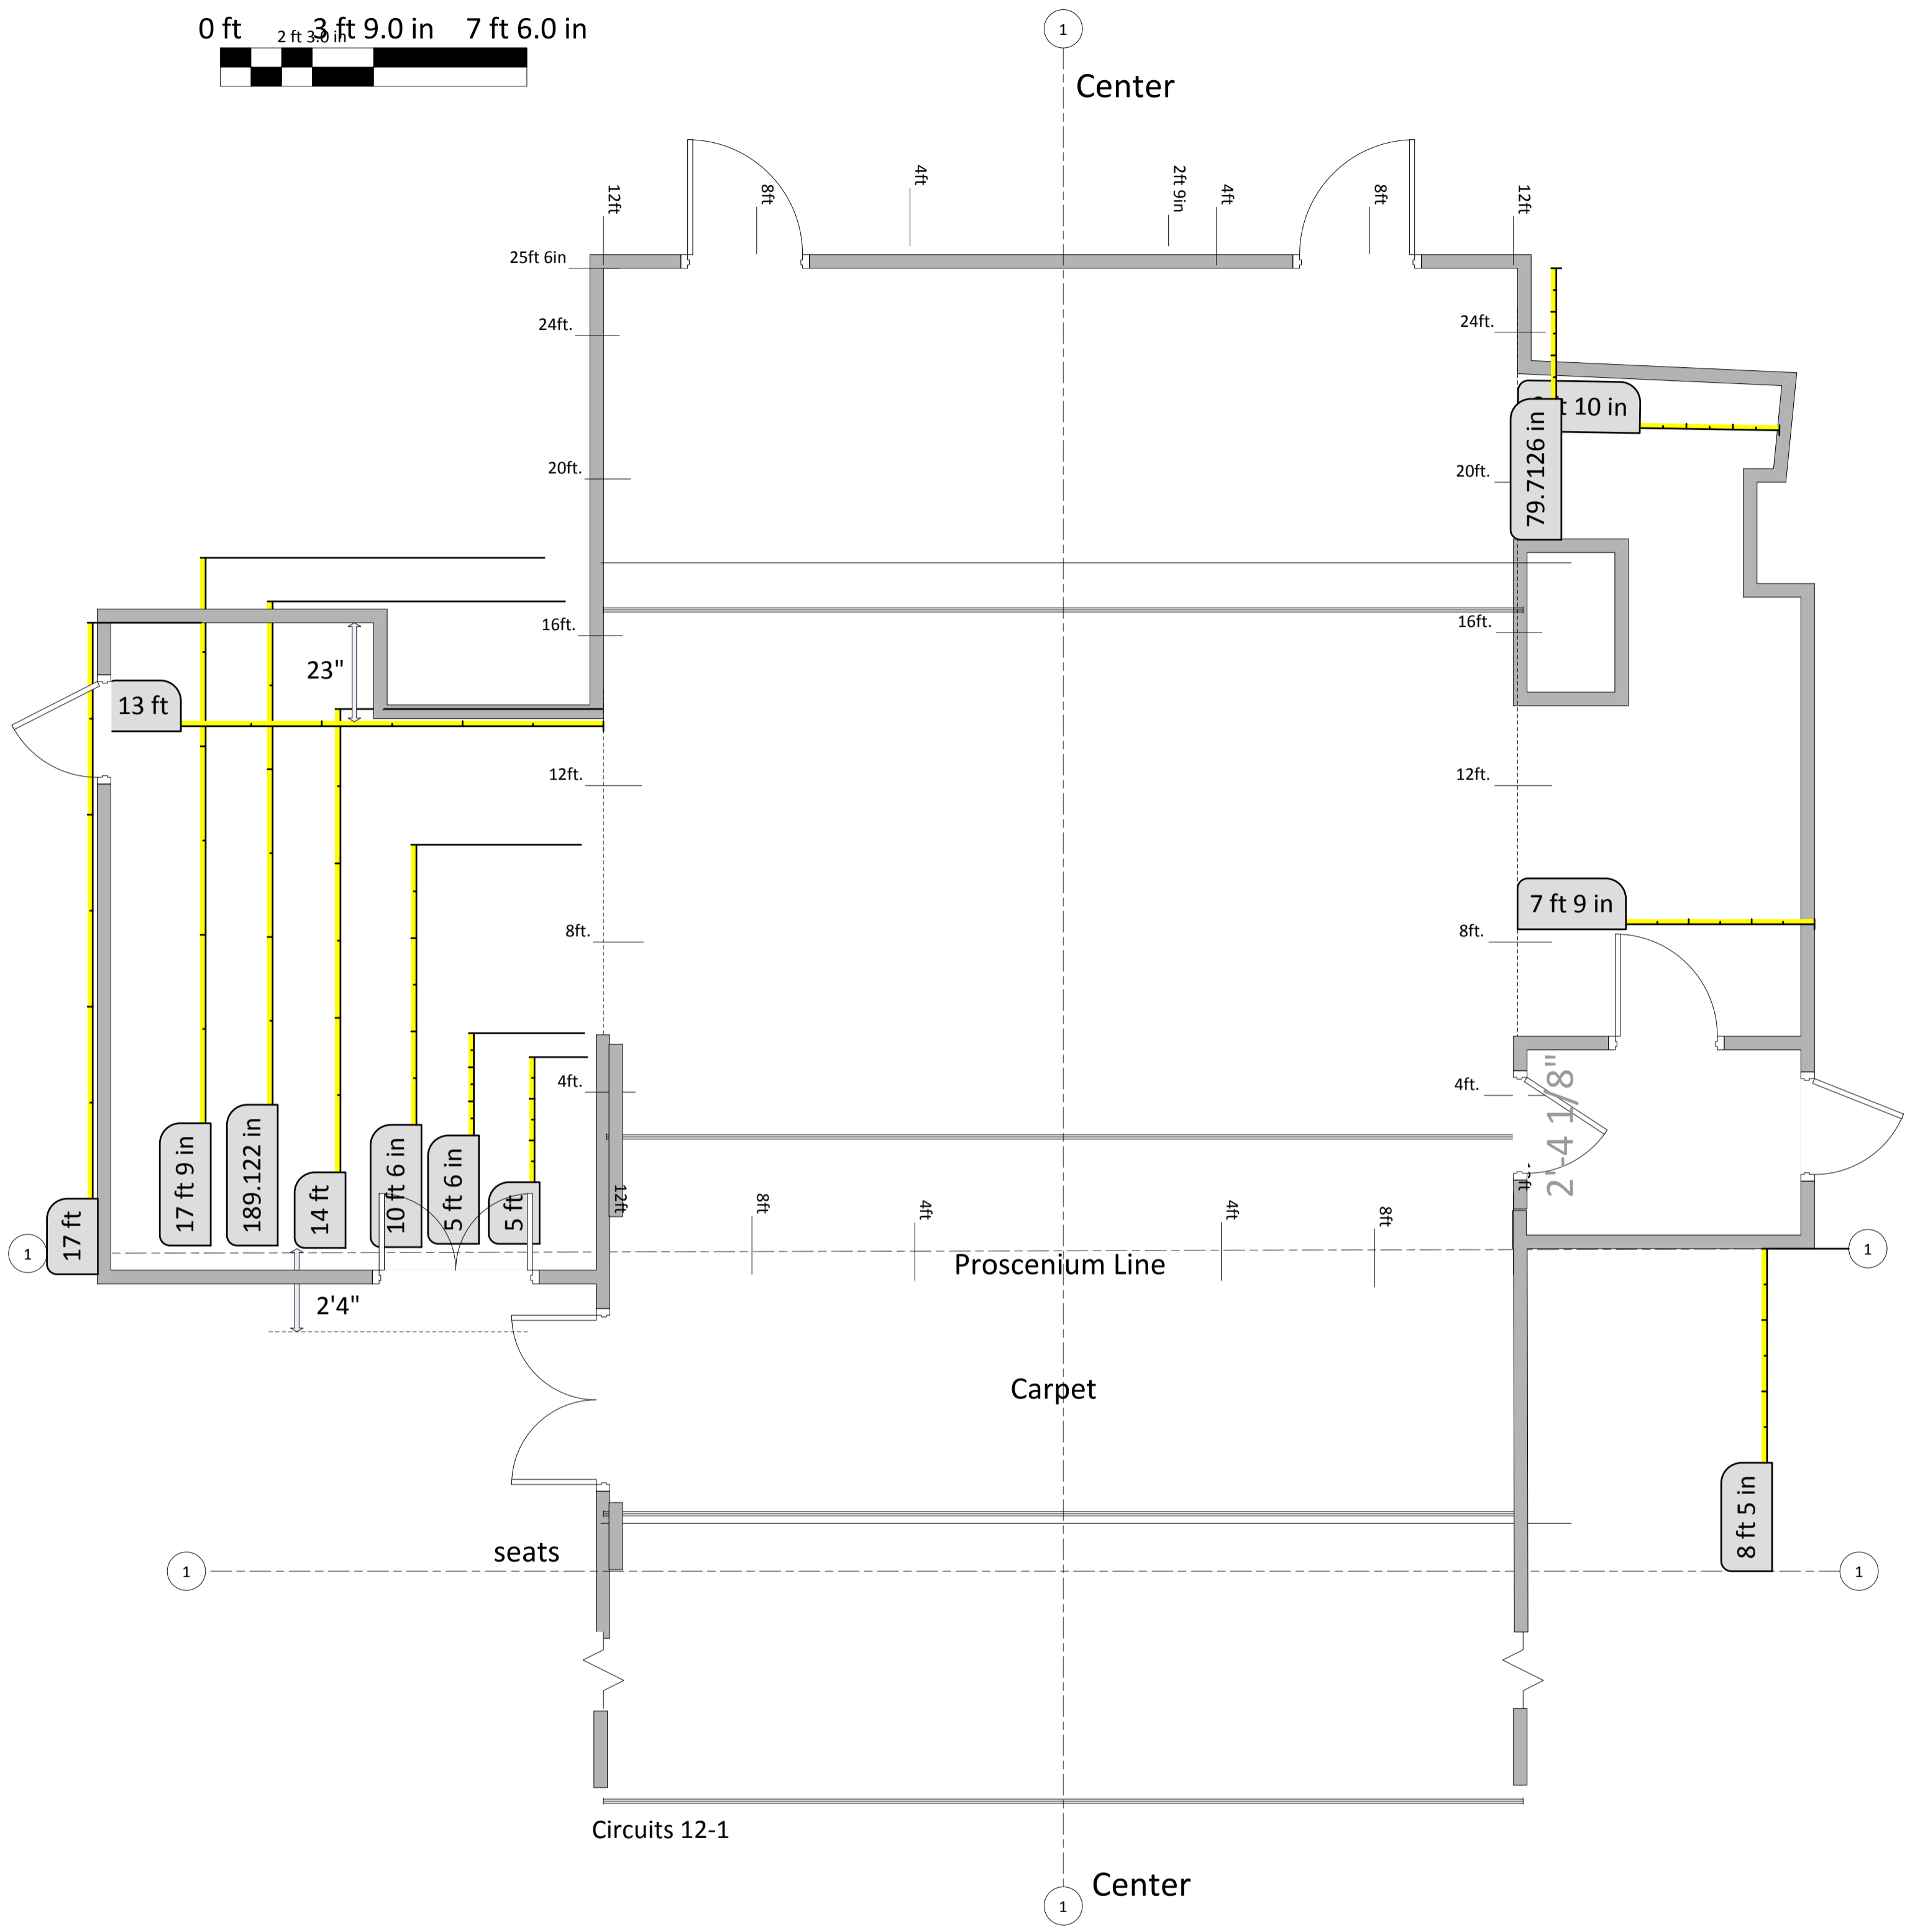 0 ft 3 ft 9.0 in 7 ft 6.0 in
2 ft 3.0 in
1
Center
12ft
8ft
4ft
2ft 9in
4ft
8ft
12ft
25ft 6in
24ft.
24ft.
10 in
79.7126 in
20ft.
20ft.
16ft.
16ft.
23"
13 ft
12ft.
12ft.
7 ft 9 in
8ft.
8ft.
4ft.
4ft.
2'-4 1/8"
17 ft
17 ft 9 in
189.122 in
14 ft
10 ft 6 in
5 ft 6 in
5 ft
12ft
8ft
4ft
4ft
8ft
1
1
Proscenium Line
2'4"
Carpet
8 ft 5 in
seats
1
1
Circuits 12-1
Center
1